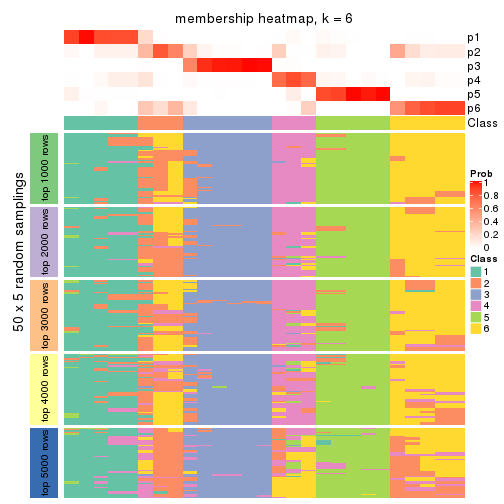 membership heatmap, k = 6
p1
p2
p3
p4
p5
p6
Class
50 x 5 random samplings
top 1000 rows
top 2000 rows
top 3000 rows
top 4000 rows
top 5000 rows
Prob
1
0.8
0.6
0.4
0.2
0
Class
1
2
3
4
5
6